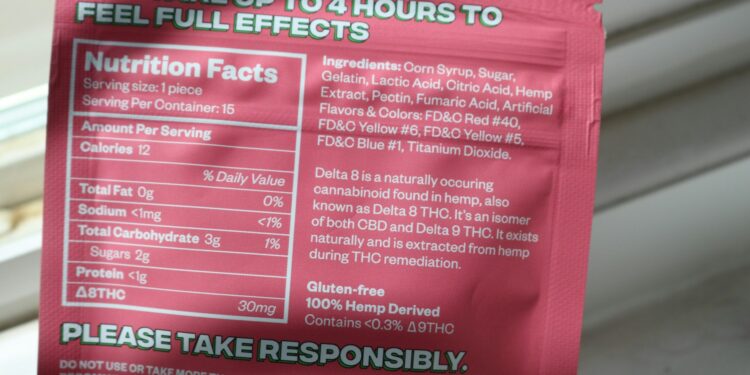 UP TO 4 HOURS TO
FEEL FULL EFFECTS
Nutrition Facts
Serving size: 1 piece
Serving Per Container: 15
Amount Per Serving
Calories 12
% Daily Value
Total Fat 0g 0%
Sodium <1mg <1%
Total Carbohydrate 3g 1%
Sugars 2g
Protein <1g
Δ8THC 30mg
Ingredients: Corn Syrup, Sugar,
Gelatin, Lactic Acid, Citric Acid, Hemp
Extract, Pectin, Fumaric Acid, Artificial
Flavors & Colors: FD&C Red #40,
FD&C Yellow #6, FD&C Yellow #5,
FD&C Blue #1, Titanium Dioxide.
Delta 8 is a naturally occuring
cannabinoid found in hemp, also
known as Delta 8 THC. It's an isomer
of both CBD and Delta 9 THC. It exists
naturally and is extracted from hemp
during THC remediation.
Gluten-free
100% Hemp Derived
Contains <0.3% Δ9THC
PLEASE TAKE RESPONSIBLY.
DO NOT USE OR TAKE MORE